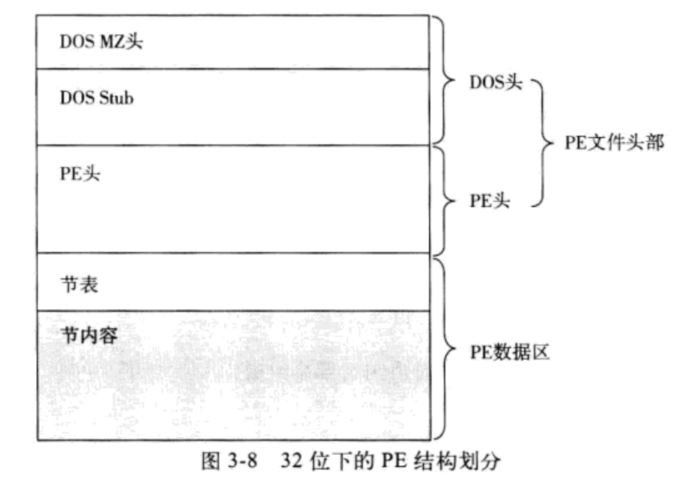 DOS MZ头
DOS Stub
DOS头
PE文件头部
PE头
PE头
节表
节内容
PE数据区
图 3-8 32 位下的 PE 结构划分